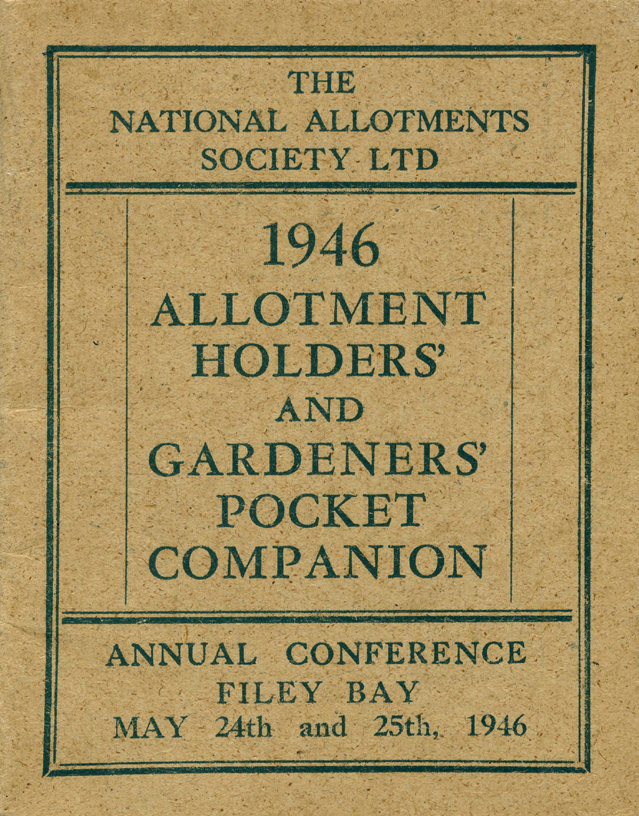 THE
NATIONAL ALLOTMENTS
SOCIETY LTD
1946
ALLOTMENT
HOLDERS'
AND
GARDENERS'
POCKET
COMPANION
ANNUAL CONFERENCE
FILEY BAY
MAY 24th and 25th, 1946